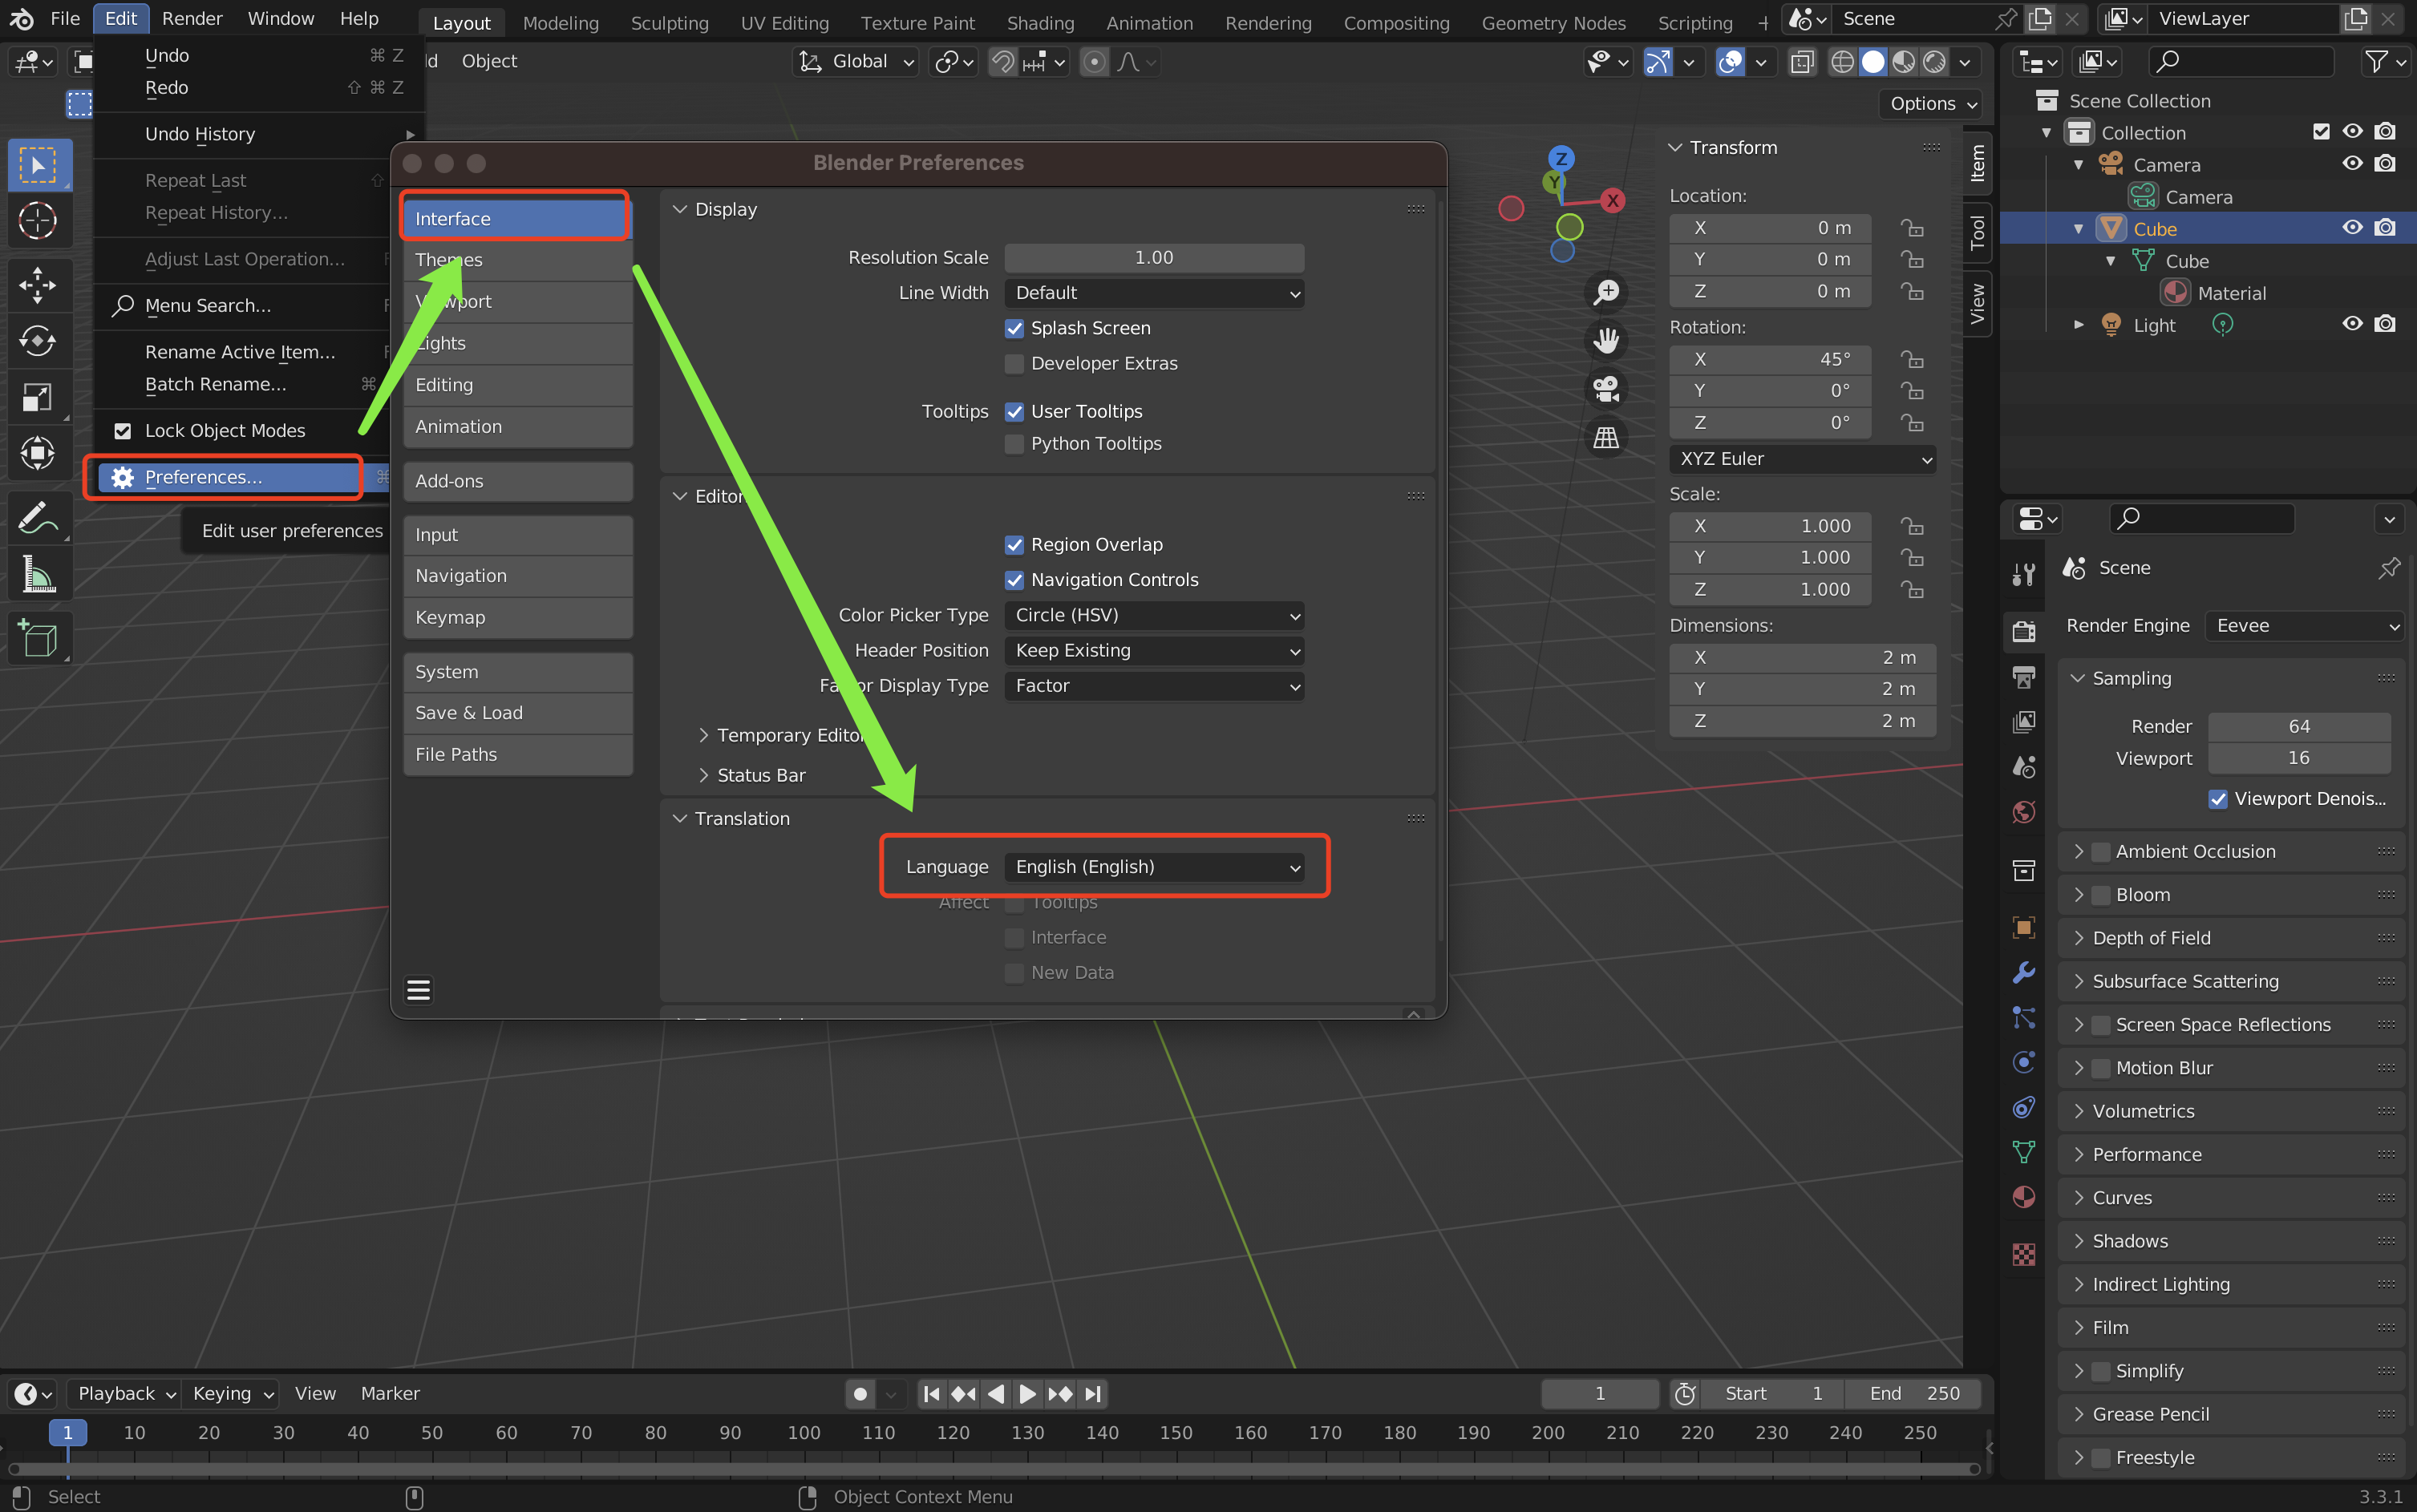 File Edit Render Window Help Layout Modeling Sculpting UV Editing Texture Paint Shading Animation Rendering Compositing Geometry Nodes Scripting + Scene ViewLayer
Object Global
Options
Undo ⌘ Z
Redo ⇧ ⌘ Z
Undo History
Repeat Last ⇧
Repeat History...
Adjust Last Operation...
Menu Search...
Rename Active Item...
Batch Rename... ⌘
Lock Object Modes
Preferences... ⌘
Edit user preferences
Blender Preferences
Interface
Themes
Viewport
Lights
Editing
Animation
Add-ons
Input
Navigation
Keymap
System
Save & Load
File Paths
Display
Resolution Scale 1.00
Line Width Default
Splash Screen
Developer Extras
Tooltips User Tooltips
Python Tooltips
Editor
Region Overlap
Navigation Controls
Color Picker Type Circle (HSV)
Header Position Keep Existing
Factor Display Type Factor
Temporary Editor
Status Bar
Translation
Language English (English)
Affect Tooltips
Interface
New Data
Z
Y
X
Item
Tool
View
Transform
Location:
X 0 m
Y 0 m
Z 0 m
Rotation:
X 45°
Y 0°
Z 0°
XYZ Euler
Scale:
X 1.000
Y 1.000
Z 1.000
Dimensions:
X 2 m
Y 2 m
Z 2 m
Scene Collection
Collection
Camera
Camera
Cube
Cube
Material
Light
Scene
Render Engine Eevee
Sampling
Render 64
Viewport 16
Viewport Denois...
Ambient Occlusion
Bloom
Depth of Field
Subsurface Scattering
Screen Space Reflections
Motion Blur
Volumetrics
Performance
Curves
Shadows
Indirect Lighting
Film
Simplify
Grease Pencil
Freestyle
Playback Keying View Marker 1 Start 1 End 250
1 10 20 30 40 50 60 70 80 90 100 110 120 130 140 150 160 170 180 190 200 210 220 230 240 250
Select Object Context Menu 3.3.1